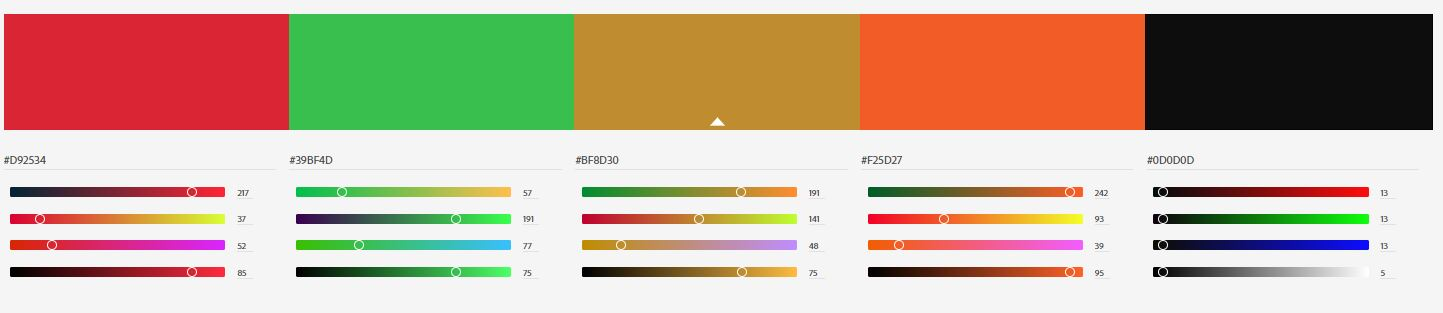 #D92534 #39BF4D #BF8D30 #F25D27 #0D0D0D
217 57 191 242 13
37 191 141 93 13
52 77 48 39 13
85 75 75 95 5